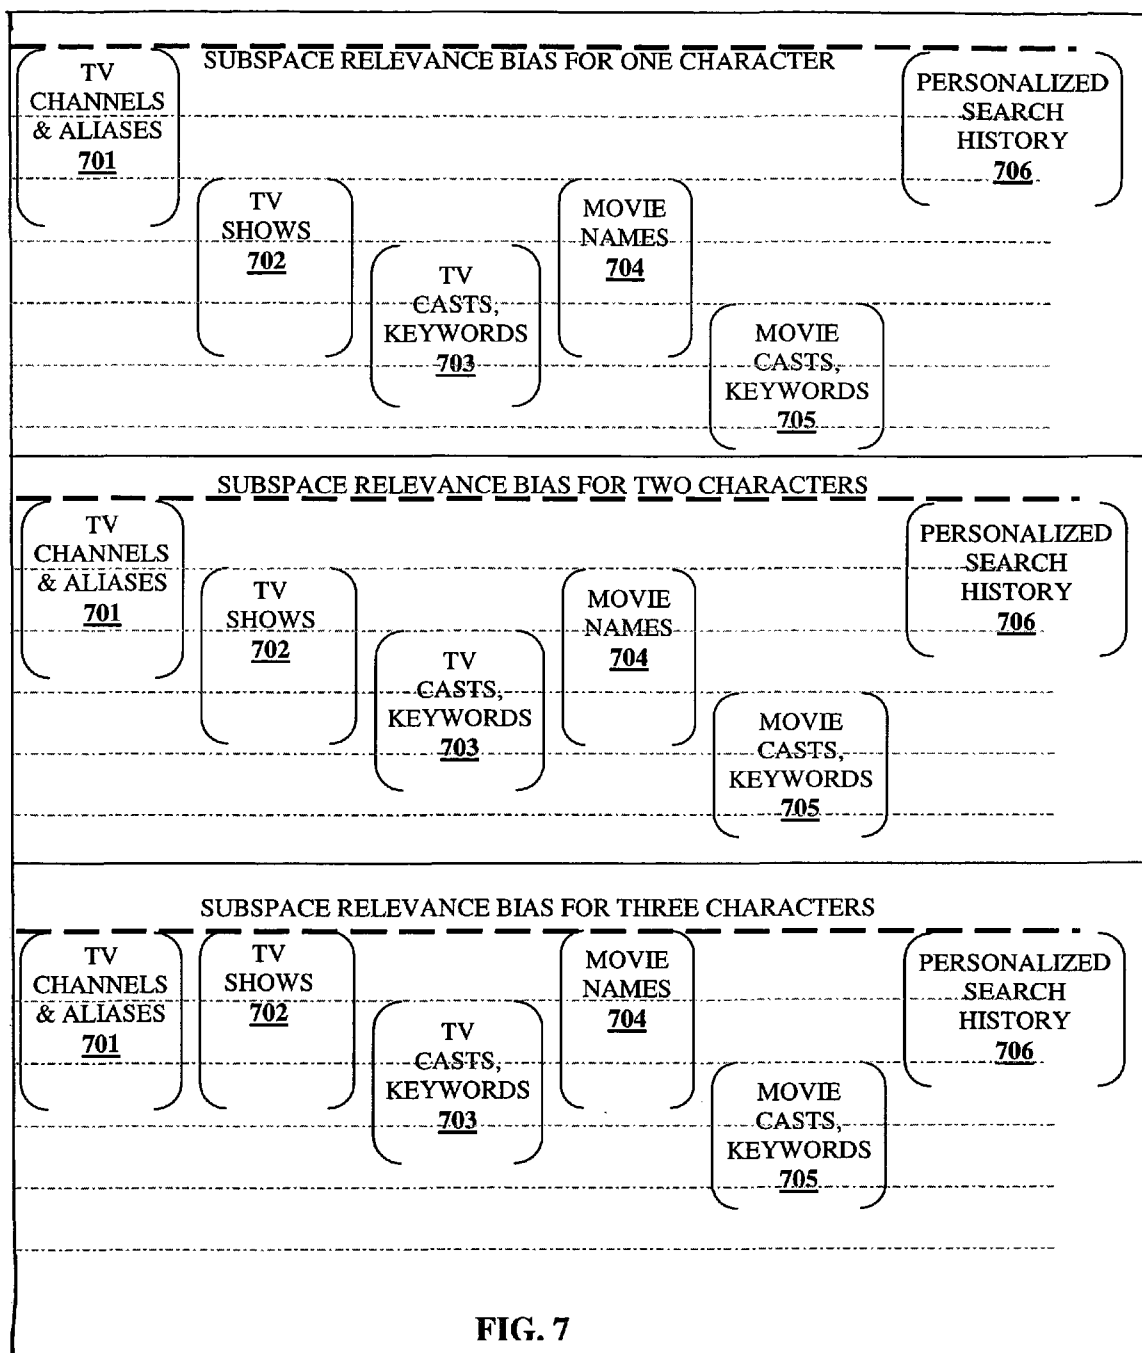 SUBSPACE RELEVANCE BIAS FOR ONE CHARACTER
TV
CHANNELS
& ALIASES
701
TV
SHOWS
702
TV
CASTS,
KEYWORDS
703
MOVIE
NAMES
704
MOVIE
CASTS,
KEYWORDS
705
PERSONALIZED
SEARCH
HISTORY
706
SUBSPACE RELEVANCE BIAS FOR TWO CHARACTERS
TV
CHANNELS
& ALIASES
701
TV
SHOWS
702
TV
CASTS,
KEYWORDS
703
MOVIE
NAMES
704
MOVIE
CASTS,
KEYWORDS
705
PERSONALIZED
SEARCH
HISTORY
706
SUBSPACE RELEVANCE BIAS FOR THREE CHARACTERS
TV
CHANNELS
& ALIASES
701
TV
SHOWS
702
TV
CASTS,
KEYWORDS
703
MOVIE
NAMES
704
MOVIE
CASTS,
KEYWORDS
705
PERSONALIZED
SEARCH
HISTORY
706
FIG. 7